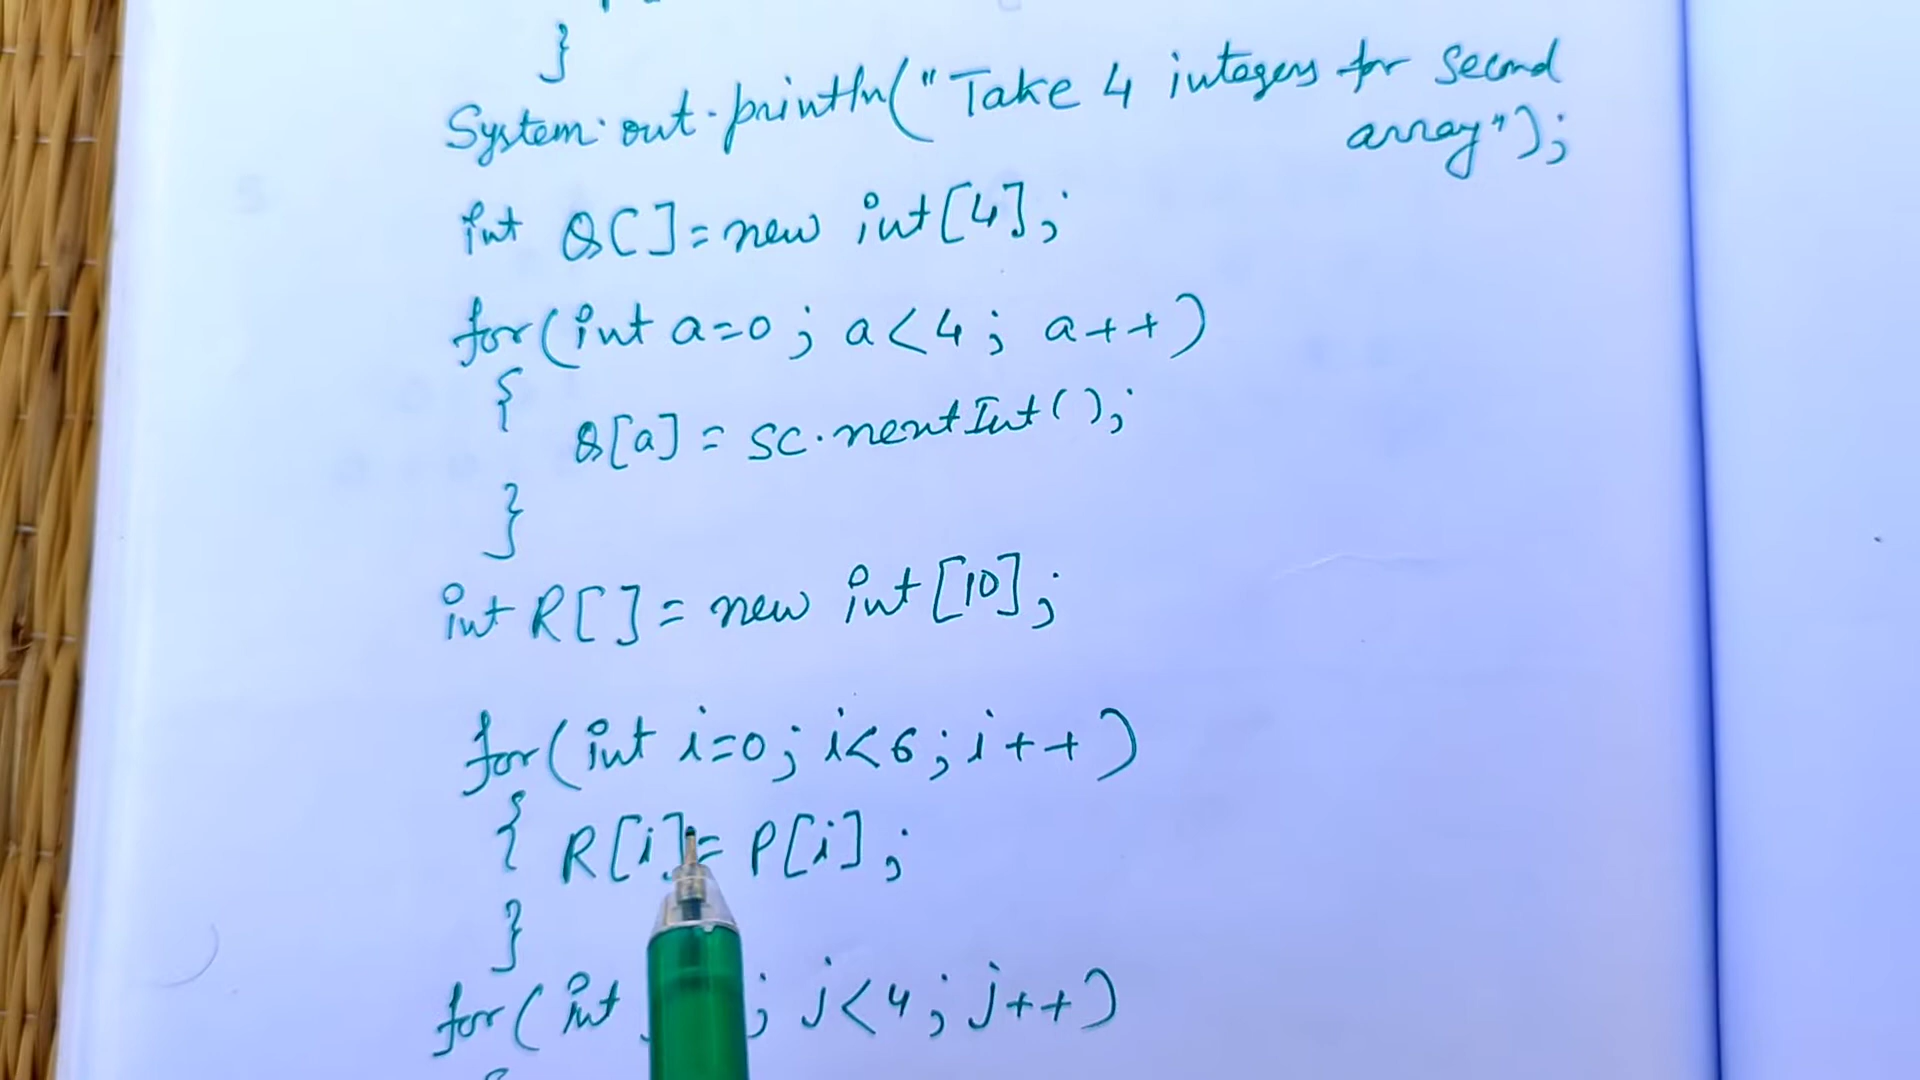 }
System.out.println("Take 4 integers for second
array");
int Q[]=new int[4];
for(int a=0; a<4; a++)
{
Q[a]=sc.nextInt();
}
int R[]=new int[10];
for(int i=0; i<6; i++)
{ R[i]=P[i];
}
for(int ; j<4; j++)